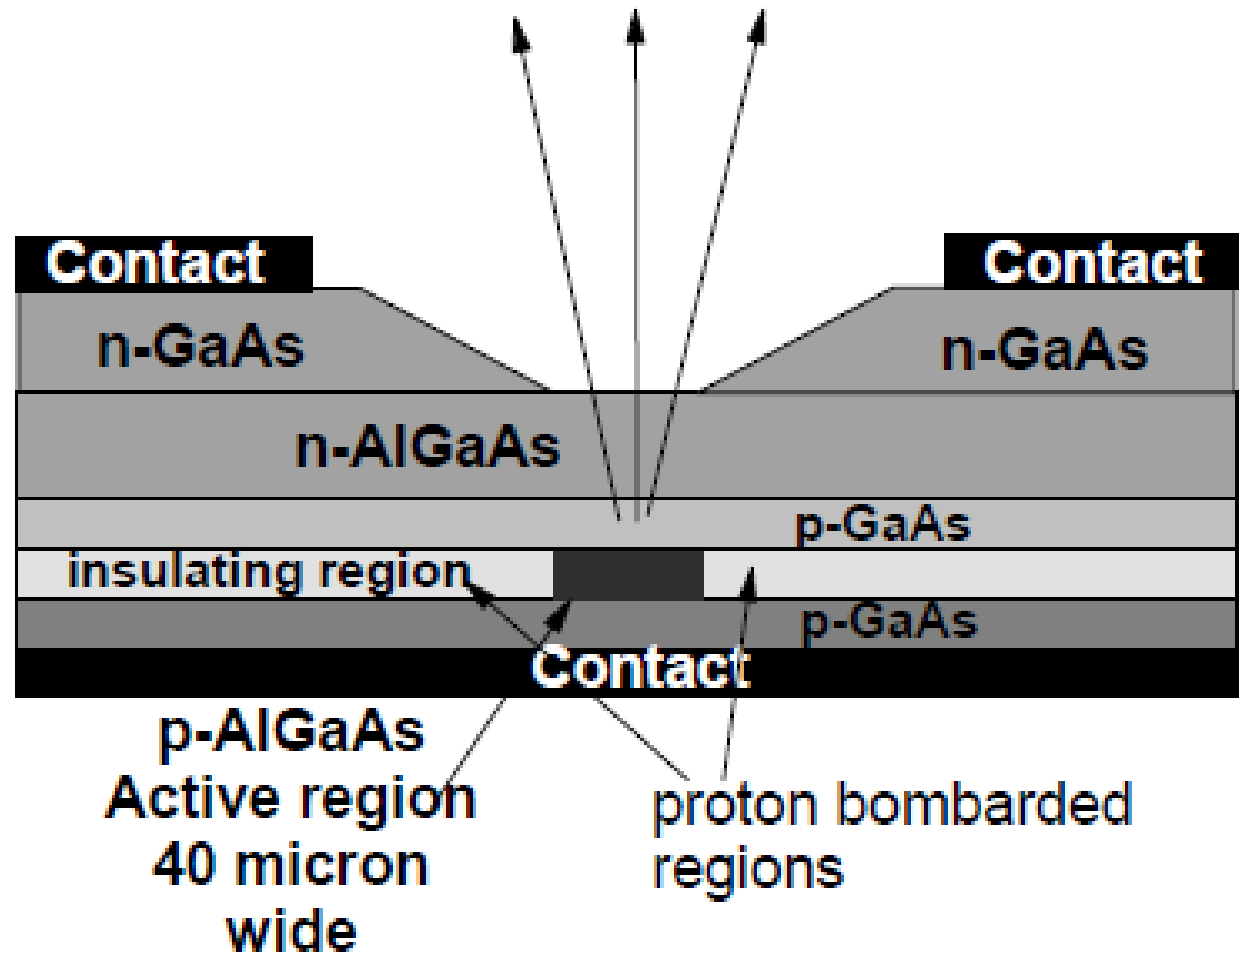 Contact
Contact
n-GaAs
n-GaAs
n-AlGaAs
p-GaAs
insulating region
p-GaAs
Contact
p-AlGaAs
Active region
40 micron
wide
proton bombarded
regions